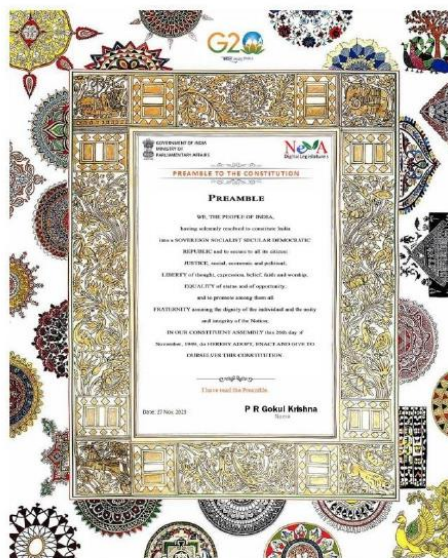 G20
GOVERNMENT OF INDIA
MINISTRY OF
PARLIAMENTARY AFFAIRS
NeVA
Digital Legislatures
PREAMBLE TO THE CONSTITUTION
PREAMBLE
WE, THE PEOPLE OF INDIA,
having solemnly resolved to constitute India
into a SOVEREIGN SOCIALIST SECULAR DEMOCRATIC
REPUBLIC and to secure to all its citizens:
JUSTICE, social, economic and political;
LIBERTY of thought, expression, belief, faith and worship;
EQUALITY of status and of opportunity;
and to promote among them all
FRATERNITY assuring the dignity of the individual and the unity
and integrity of the Nation;
IN OUR CONSTITUENT ASSEMBLY this 26th day of
November, 1949, do HEREBY ADOPT, ENACT AND GIVE TO
OURSELVES THIS CONSTITUTION.
I have read the Preamble.
Date: 27 Nov, 2023
P R Gokul Krishna
Name